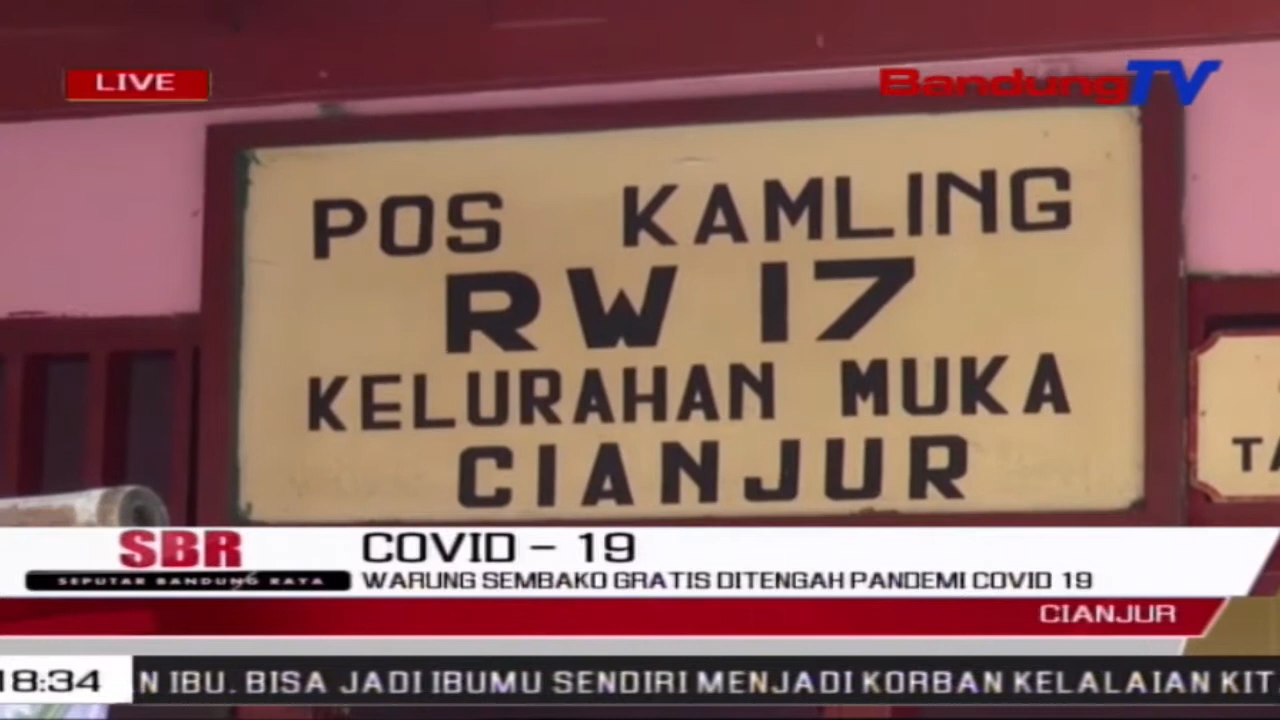 LIVE
BandungTV
POS KAMLING
RW 17
KELURAHAN MUKA
CIANJUR
TA
SBR
SEPUTAR BANDUNG RAYA
COVID - 19
WARUNG SEMBAKO GRATIS DITENGAH PANDEMI COVID 19
CIANJUR
18:34
N IBU. BISA JADI IBUMU SENDIRI MENJADI KORBAN KELALAIAN KIT